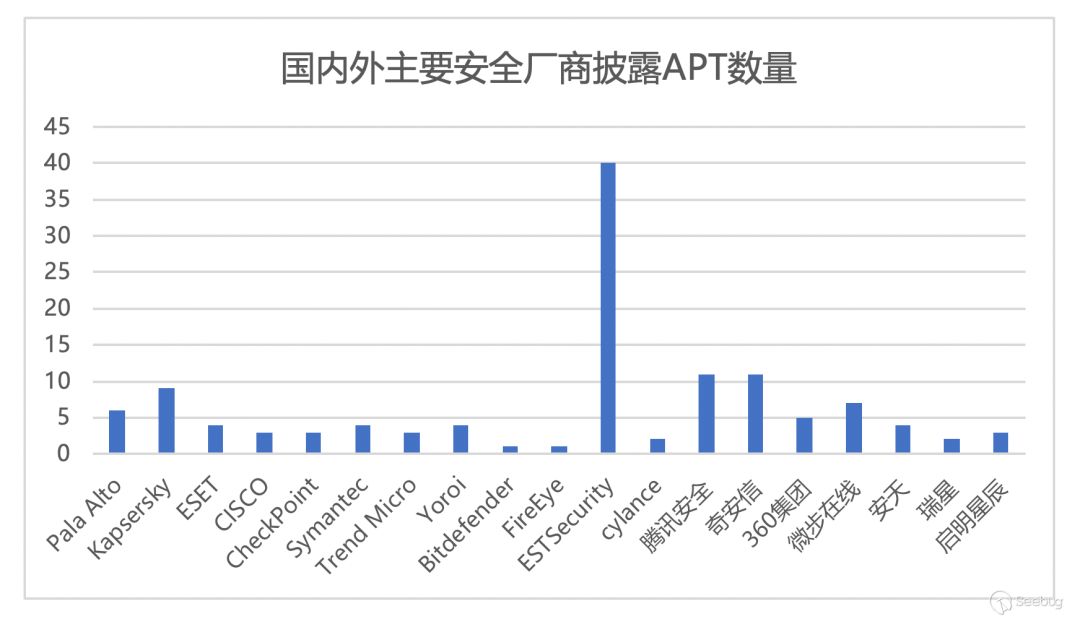 国内外主要安全厂商披露APT数量
45
40
35
30
25
20
15
10
5
0
Pala Alto
Kapsersky
ESET
CISCO
CheckPoint
Symantec
Trend Micro
Yoroi
Bitdefender
FireEye
ESTSecurity
cylance
腾讯安全
奇安信
360集团
微步在线
安天
瑞星
启明星辰
Seebug